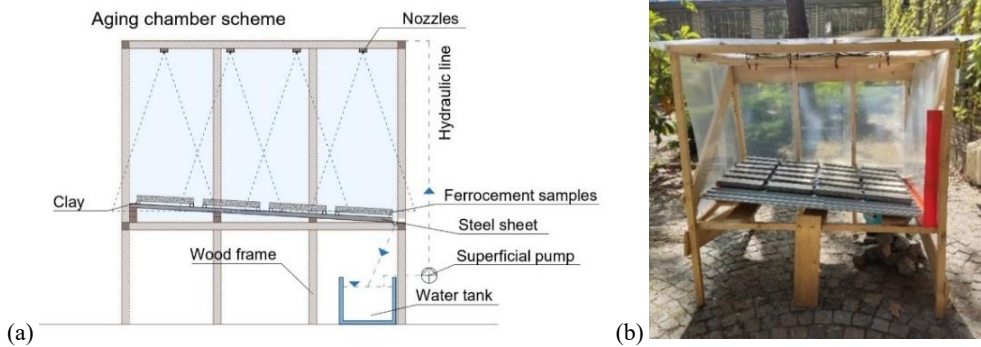 Aging chamber scheme
Nozzles
Hydraulic line
Clay
Ferrocement samples
Steel sheet
Wood frame
Superficial pump
Water tank
(a)
(b)